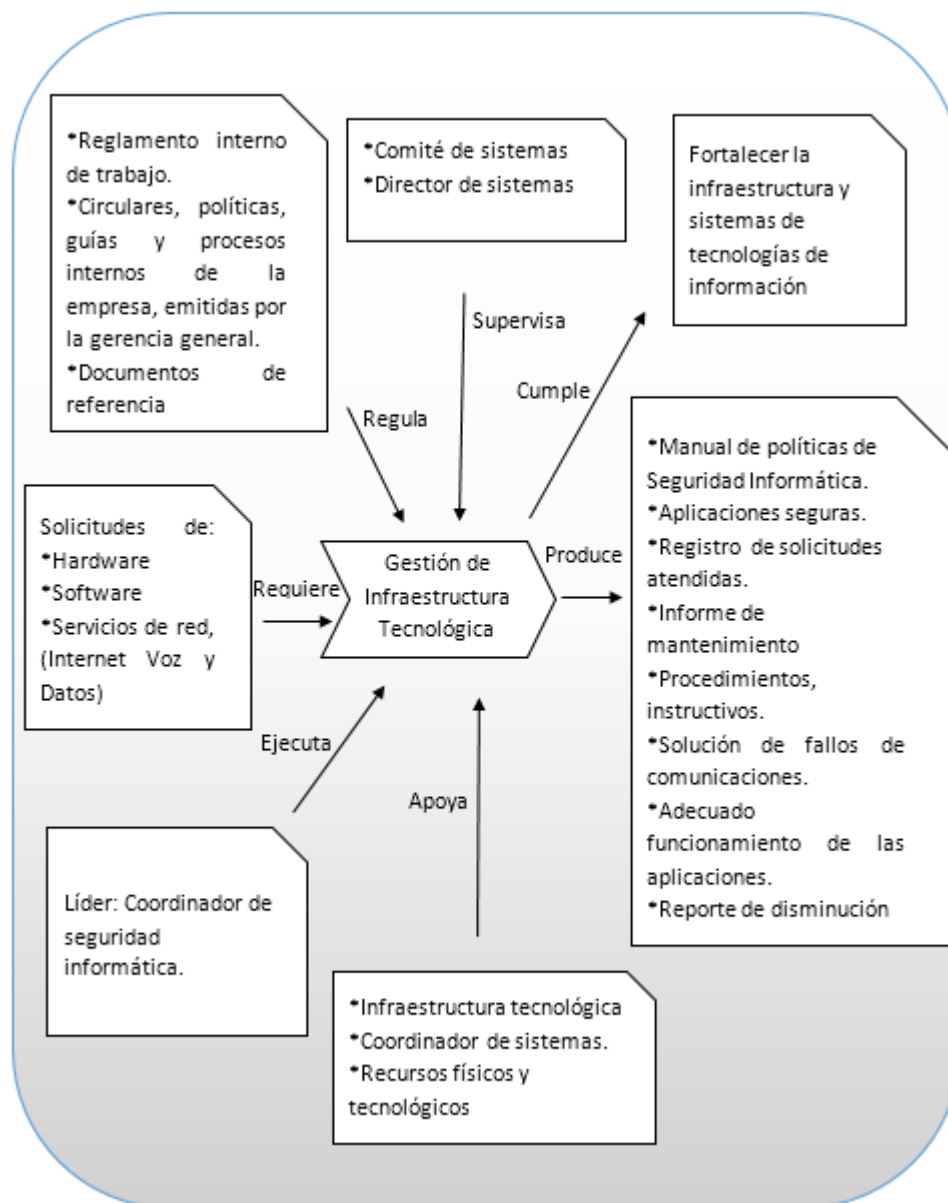 *Reglamento interno
de trabajo.
*Circulares, políticas,
guías y procesos
internos de la
empresa, emitidas por
la gerencia general.
*Documentos de
referencia
*Comité de sistemas
*Director de sistemas
Fortalecer la
infraestructura y
sistemas de
tecnologías de
información
Supervisa
Cumple
Regula
Solicitudes de:
*Hardware
*Software
*Servicios de red,
(Internet Voz y
Datos)
Requiere
Gestión de
Infraestructura
Tecnológica
Produce
*Manual de políticas de
Seguridad Informática.
*Aplicaciones seguras.
*Registro de solicitudes
atendidas.
*Informe de
mantenimiento
*Procedimientos,
instructivos.
*Solución de fallos de
comunicaciones.
*Adecuado
funcionamiento de las
aplicaciones.
*Reporte de disminución
Ejecuta
Apoya
Líder: Coordinador de
seguridad
informática.
*Infraestructura tecnológica
*Coordinador de sistemas.
*Recursos físicos y
tecnológicos